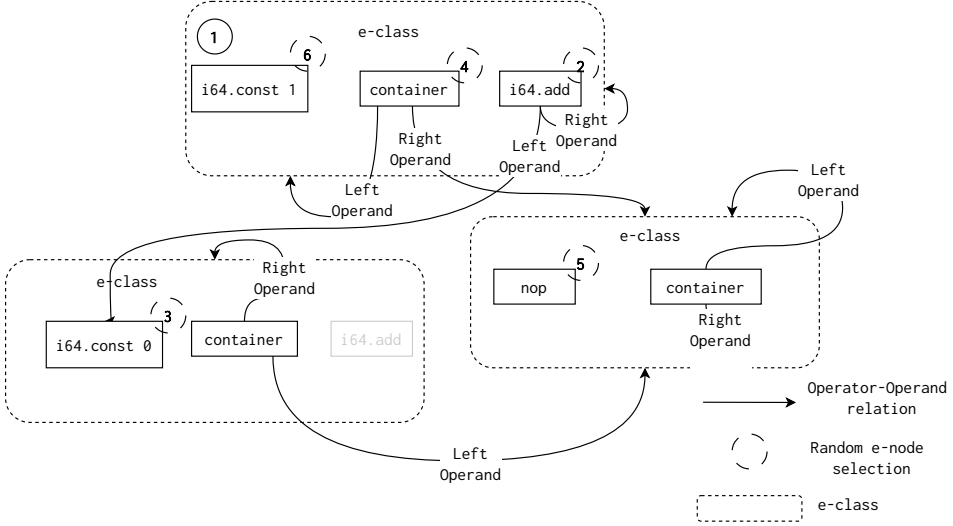 1
e-class
6
4
2
i64.const 1
container
i64.add
Right
Operand
Right
Operand
Left
Operand
Left
Operand
Left
Operand
e-class
5
nop
container
Right
Operand
e-class
Right
Operand
3
i64.const 0
container
i64.add
Left
Operand
Operator-Operand
relation
Random e-node
selection
e-class